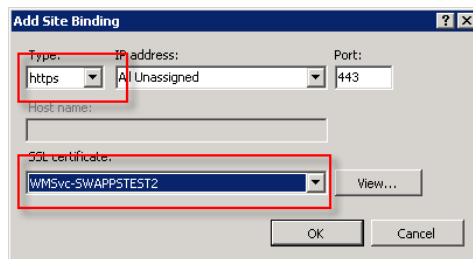 Add Site Binding
Type: IP address: Port:
https All Unassigned 443
Host name:
SSL certificate:
WMSvc-SWAPPSTEST2 View...
OK Cancel